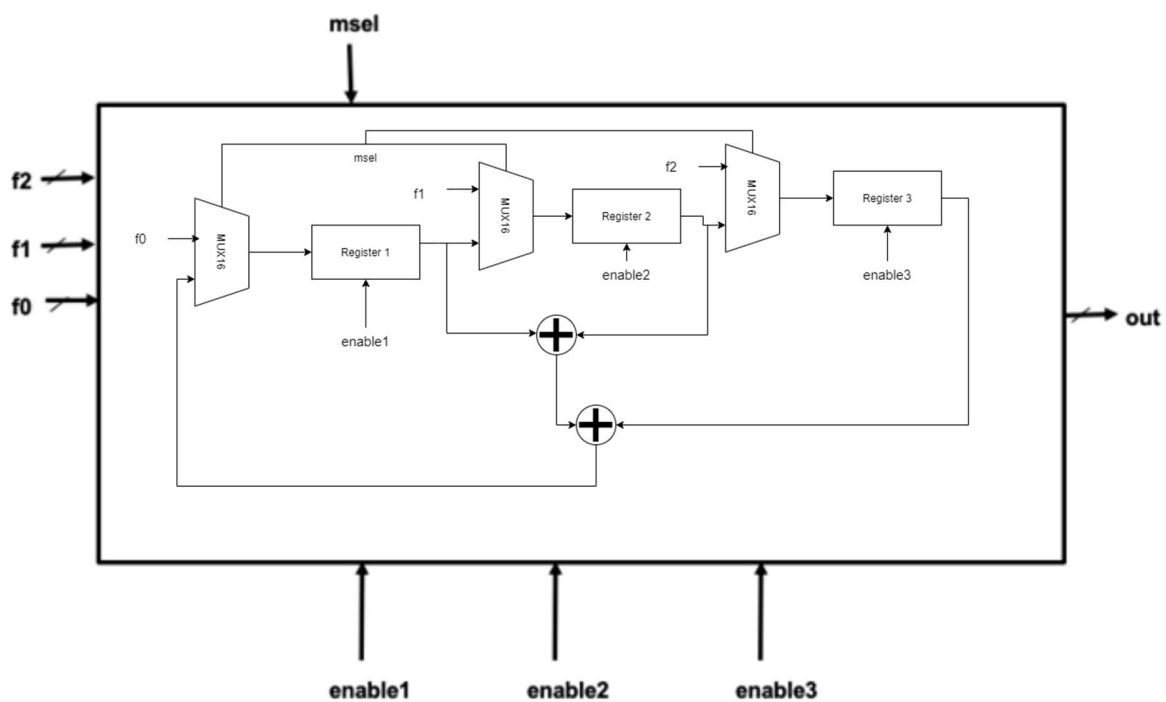 msel
msel
f2
f1
f0
f0
MUX16
Register 1
enable1
f1
MUX16
Register 2
enable2
f2
MUX16
Register 3
enable3
out
enable1
enable2
enable3